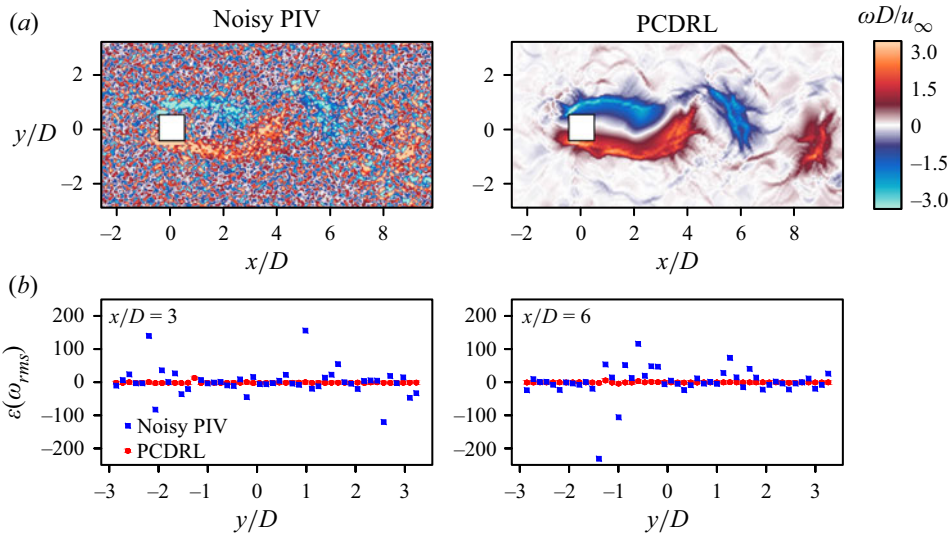 (a) Noisy PIV PCDRL ωD/u∞
y/D
2
0
–2
–2 0 2 4 6 8
x/D
–2 0 2 4 6 8
x/D
3.0
1.5
0
–1.5
–3.0
(b)
ε(ωrms)
200
100
0
–100
–200
x/D = 3
Noisy PIV
PCDRL
–3 –2 –1 0 1 2 3
y/D
200
100
0
–100
–200
x/D = 6
–3 –2 –1 0 1 2 3
y/D